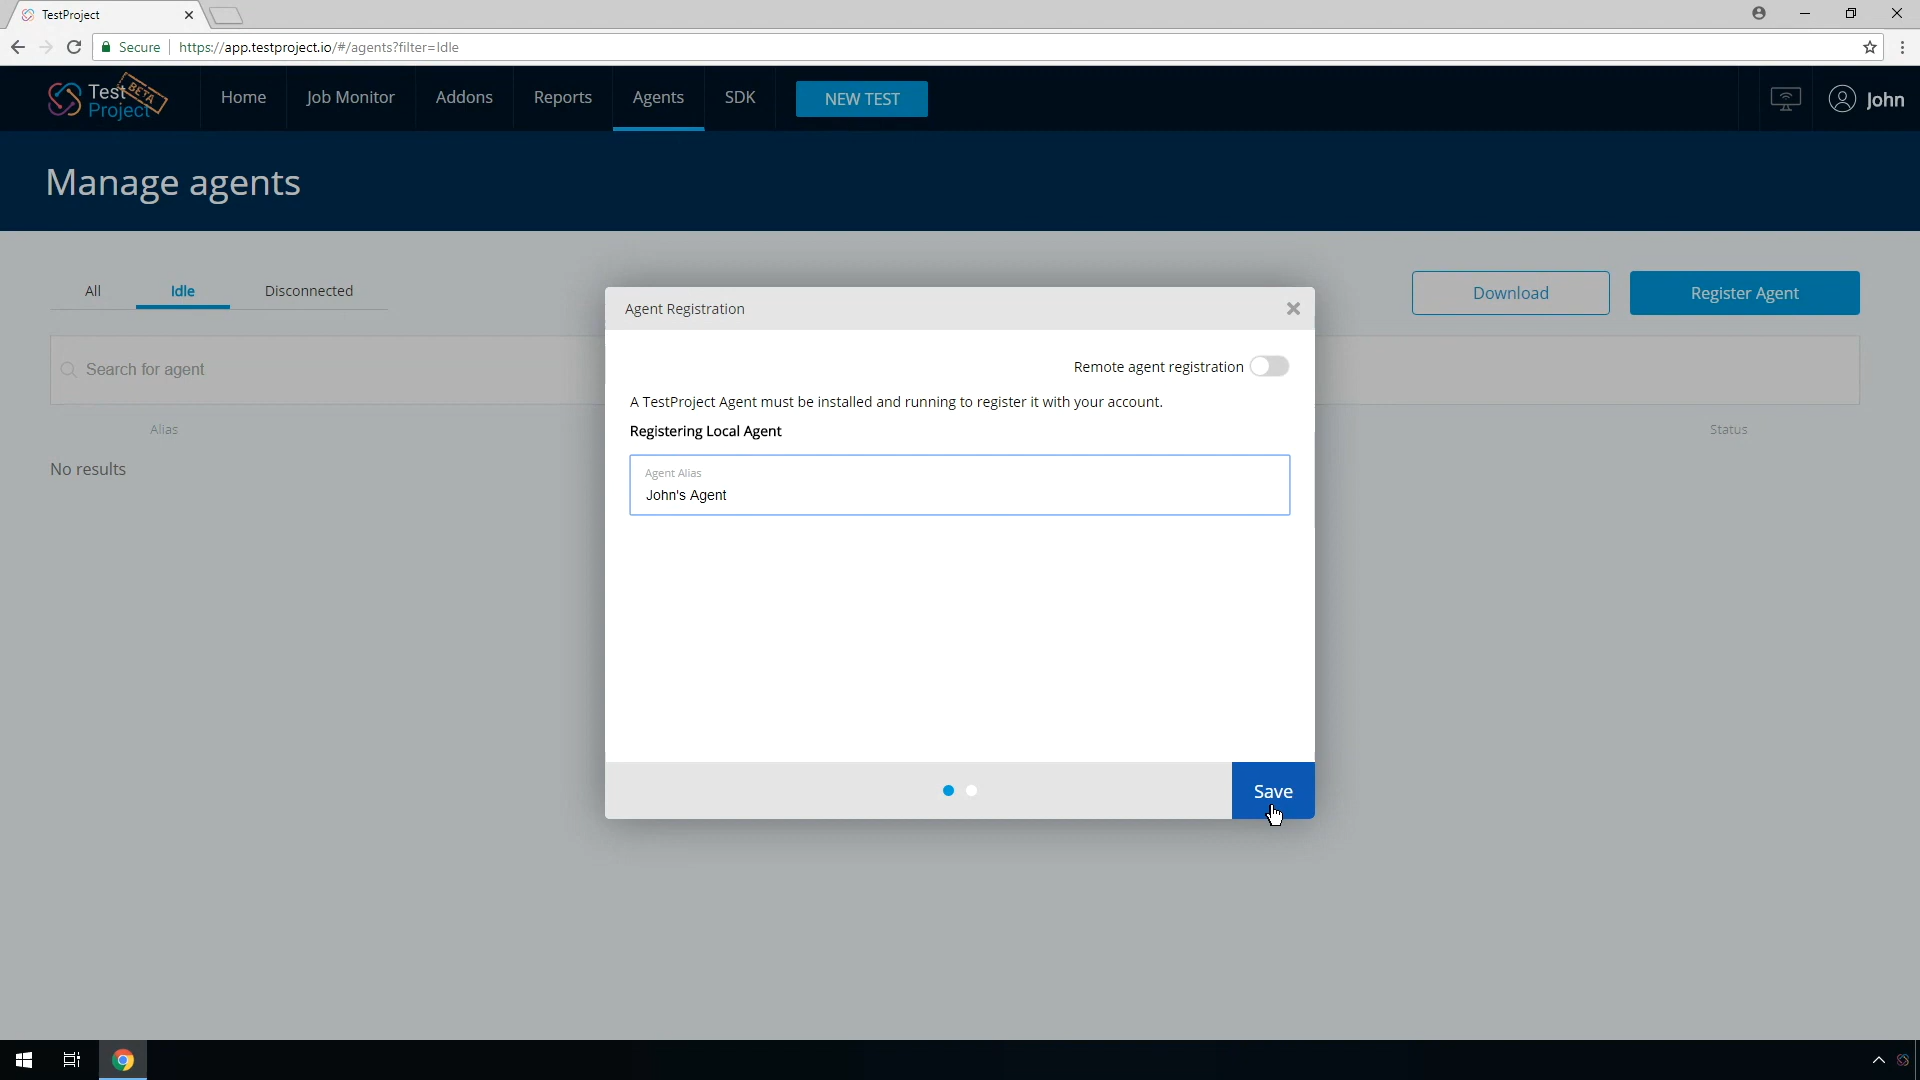 TestProject
Secure https://app.testproject.io/#/agents?filter=Idle
Test
Project
BETA
Home
Job Monitor
Addons
Reports
Agents
SDK
NEW TEST
John
Manage agents
All
Idle
Disconnected
Download
Register Agent
Search for agent
Alias
Status
No results
Agent Registration
Remote agent registration
A TestProject Agent must be installed and running to register it with your account.
Registering Local Agent
Agent Alias
John's Agent
Save